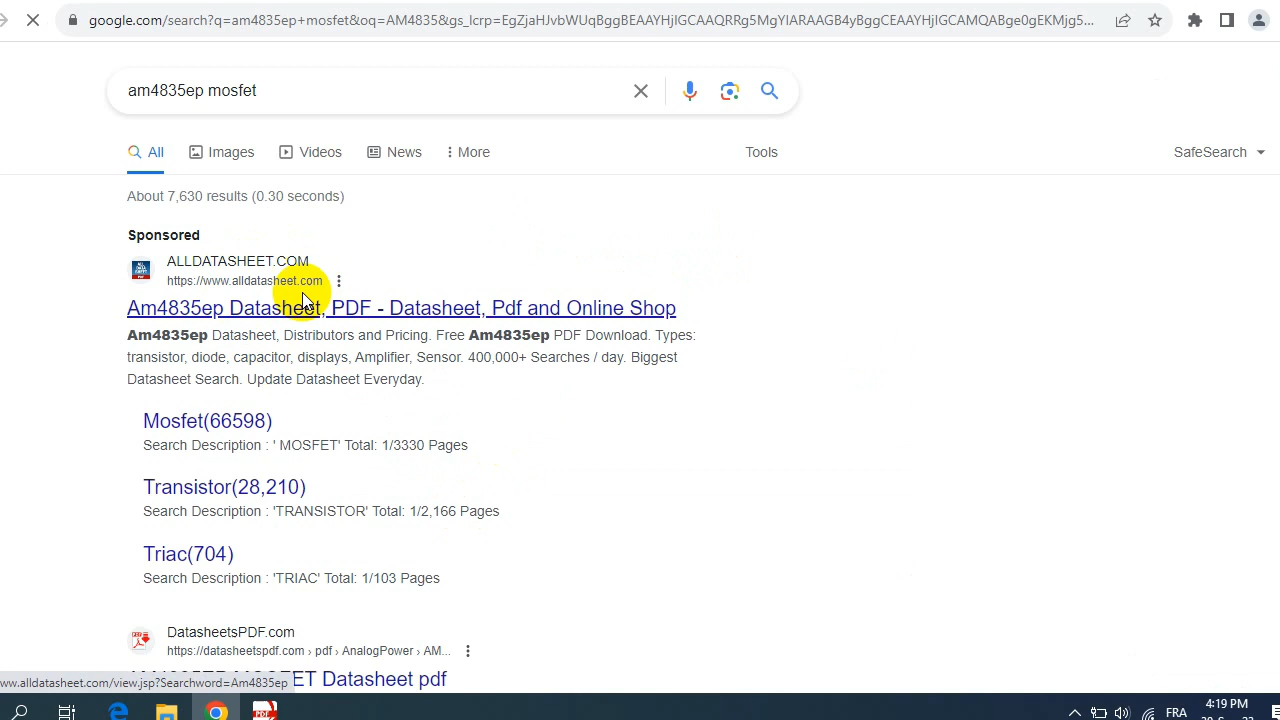 google.com/search?q=am4835ep+mosfet&oq=AM4835&gs_lcrp=EgZjaHJvbWUqBggBEAAYHjIGCAAQRRg5MgYIARAAGB4yBggCEAAYHjIGCAMQABge0gEKMjg5...
am4835ep mosfet
All
Images
Videos
News
More
Tools
SafeSearch
About 7,630 results (0.30 seconds)
Sponsored
ALLDATASHEET.COM
https://www.alldatasheet.com
Am4835ep Datasheet, PDF - Datasheet, Pdf and Online Shop
Am4835ep Datasheet, Distributors and Pricing. Free Am4835ep PDF Download. Types:
transistor, diode, capacitor, displays, Amplifier, Sensor. 400,000+ Searches / day. Biggest
Datasheet Search. Update Datasheet Everyday.
Mosfet(66598)
Search Description : ' MOSFET' Total: 1/3330 Pages
Transistor(28,210)
Search Description : 'TRANSISTOR' Total: 1/2,166 Pages
Triac(704)
Search Description : 'TRIAC' Total: 1/103 Pages
DatasheetsPDF.com
https://datasheetspdf.com › pdf › AnalogPower › AM...
Datasheet pdf
ww.alldatasheet.com/view.jsp?Searchword=Am4835ep
FRA
4:19 PM